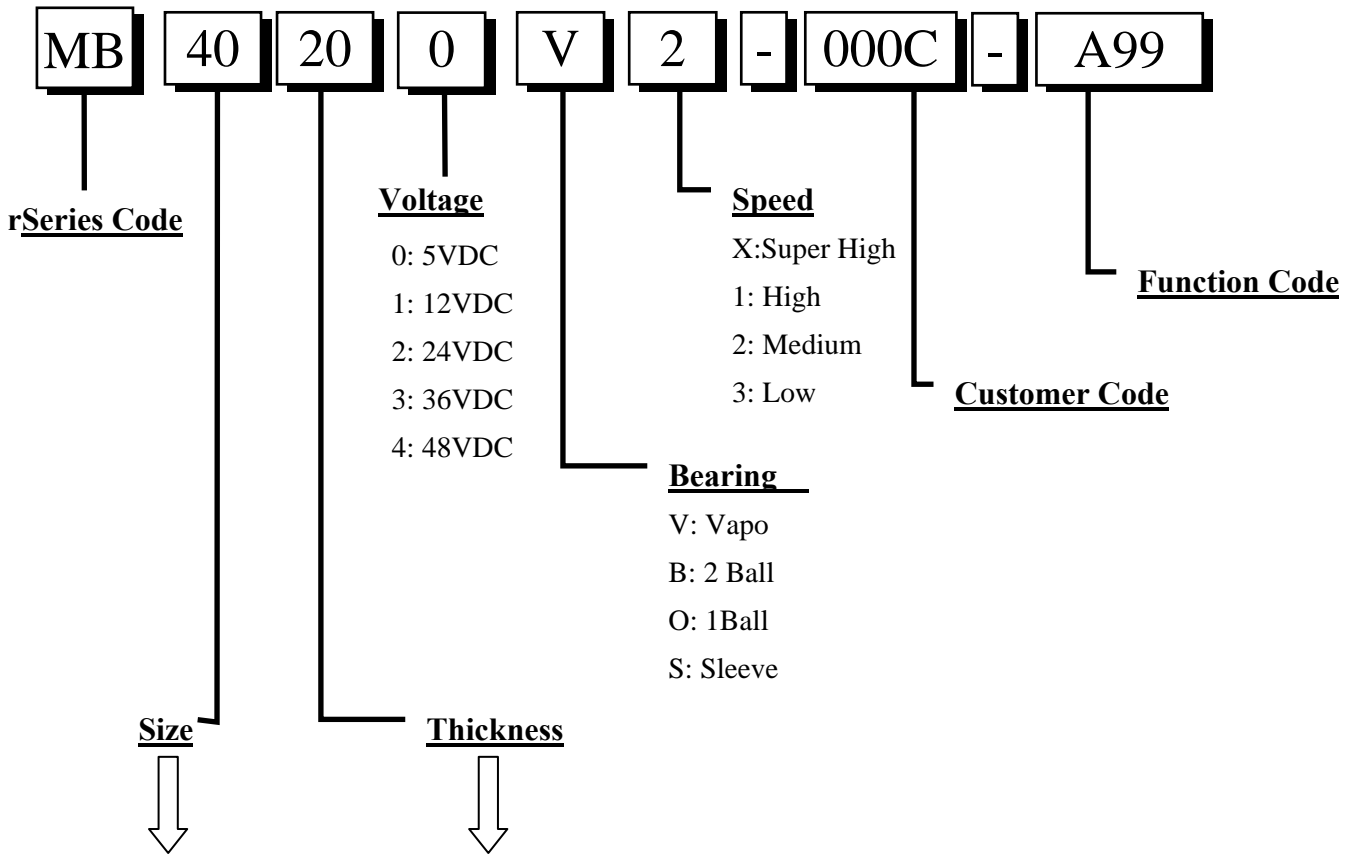 MB 40 20 0 V 2 - 000C - A99
rSeries Code
Voltage
0: 5VDC
1: 12VDC
2: 24VDC
3: 36VDC
4: 48VDC
Speed
X:Super High
1: High
2: Medium
3: Low
Function Code
Customer Code
Bearing
V: Vapo
B: 2 Ball
O: 1Ball
S: Sleeve
Size
Thickness